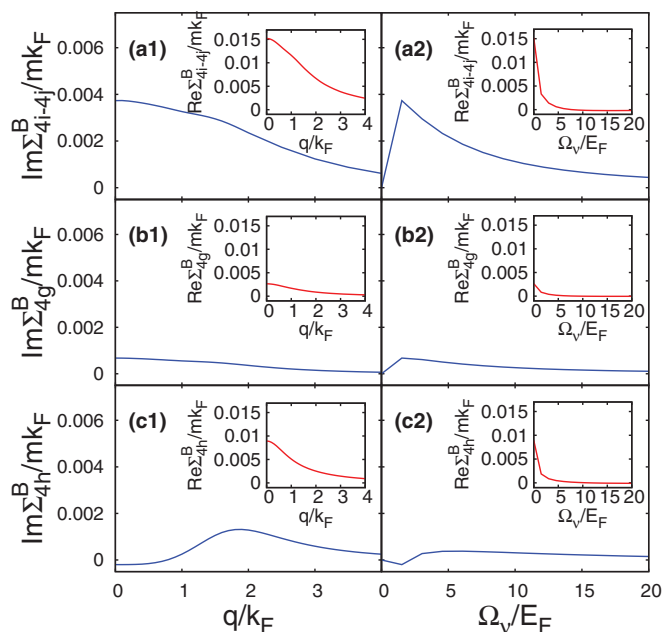 (a1)
ImΣ^B_{4i-4j}/mk_F
0.006
0.004
0.002
0
ReΣ^B_{4i-4j}/mk_F
0.015
0.01
0.005
0
0 1 2 3 4
q/k_F
(a2)
ReΣ^B_{4i-4j}/mk_F
0.015
0.01
0.005
0
0 5 10 15 20
Ω_ν/E_F
(b1)
ImΣ^B_{4g}/mk_F
0.006
0.004
0.002
0
ReΣ^B_{4g}/mk_F
0.015
0.01
0.005
0
0 1 2 3 4
q/k_F
(b2)
ReΣ^B_{4g}/mk_F
0.015
0.01
0.005
0
0 5 10 15 20
Ω_ν/E_F
(c1)
ImΣ^B_{4h}/mk_F
0.006
0.004
0.002
0
ReΣ^B_{4h}/mk_F
0.015
0.01
0.005
0
0 1 2 3 4
q/k_F
(c2)
ReΣ^B_{4h}/mk_F
0.015
0.01
0.005
0
0 5 10 15 20
Ω_ν/E_F
0 1 2 3
q/k_F
0 5 10 15 20
Ω_ν/E_F